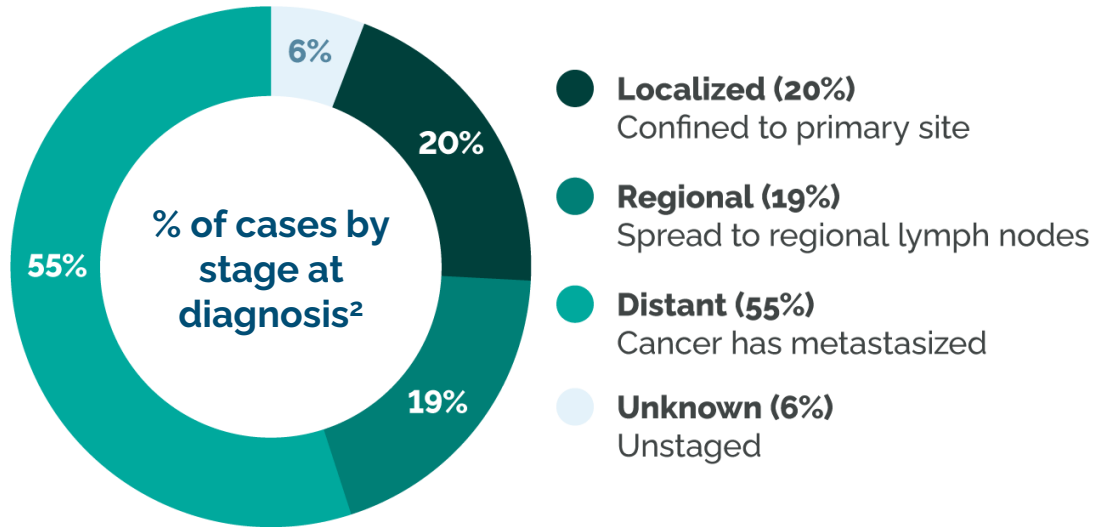 6%
20%
55%
19%
% of cases by
stage at
diagnosis²
Localized (20%)
Confined to primary site
Regional (19%)
Spread to regional lymph nodes
Distant (55%)
Cancer has metastasized
Unknown (6%)
Unstaged